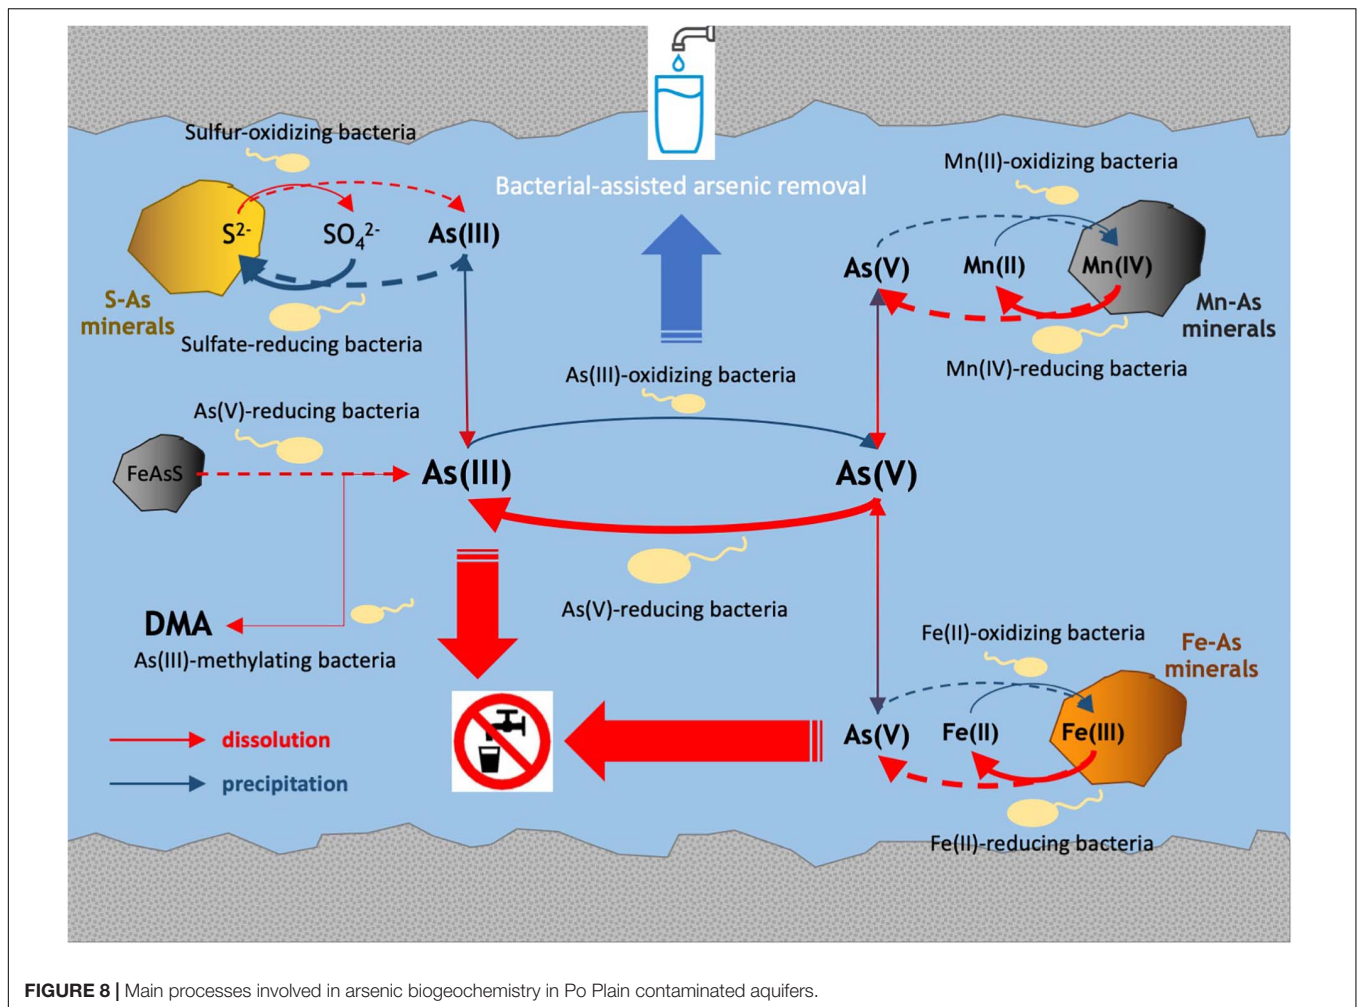 Sulfur-oxidizing bacteria
Mn(II)-oxidizing bacteria
Bacterial-assisted arsenic removal
S2-
SO42-
As(III)
As(V)
Mn(II)
Mn(IV)
S-As
minerals
Mn-As
minerals
Sulfate-reducing bacteria
Mn(IV)-reducing bacteria
As(III)-oxidizing bacteria
As(V)-reducing bacteria
FeAsS
As(III)
As(V)
As(V)-reducing bacteria
DMA
As(III)-methylating bacteria
Fe(II)-oxidizing bacteria
Fe-As
minerals
As(V)
Fe(II)
Fe(III)
Fe(II)-reducing bacteria
dissolution
precipitation
FIGURE 8 | Main processes involved in arsenic biogeochemistry in Po Plain contaminated aquifers.